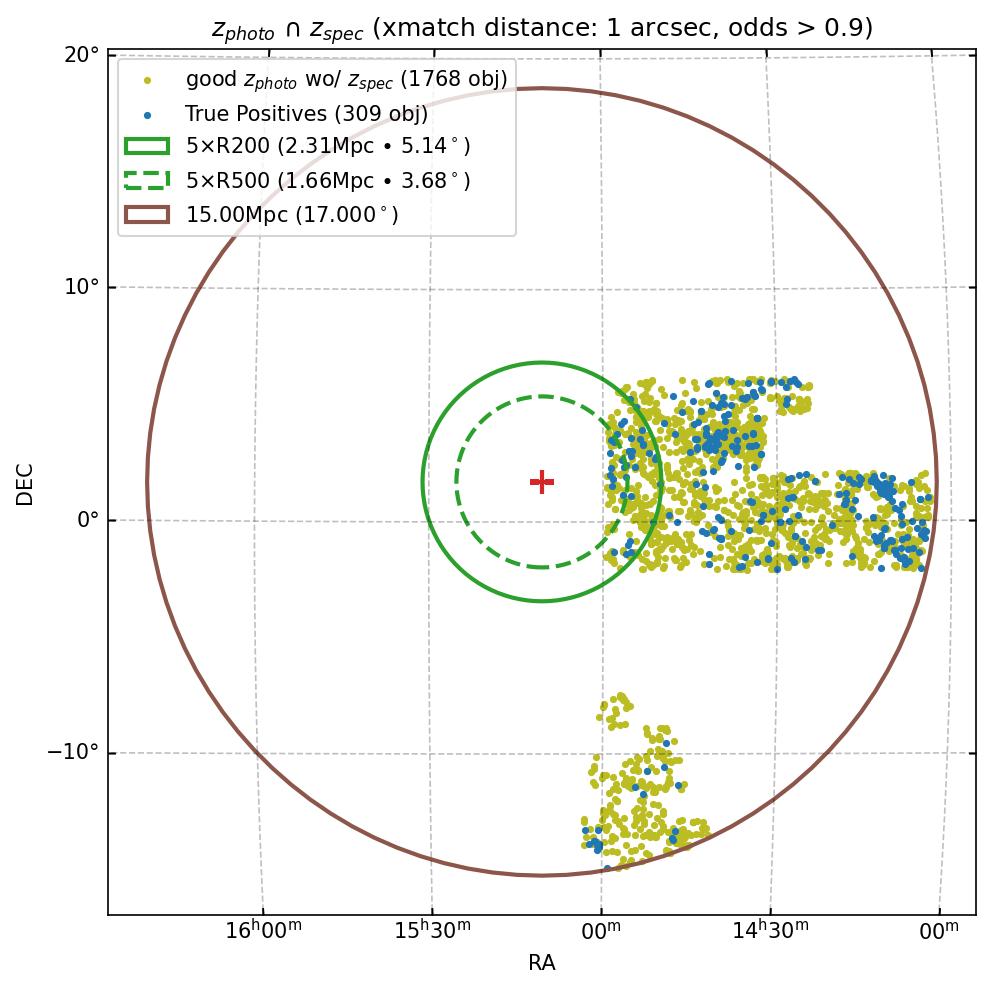 z_photo ∩ z_spec (xmatch distance: 1 arcsec, odds > 0.9)
good z_photo wo/ z_spec (1768 obj)
True Positives (309 obj)
5×R200 (2.31Mpc • 5.14°)
5×R500 (1.66Mpc • 3.68°)
15.00Mpc (17.000°)
20°
10°
0°
−10°
DEC
16ʰ00ᵐ 15ʰ30ᵐ 00ᵐ 14ʰ30ᵐ 00ᵐ
RA